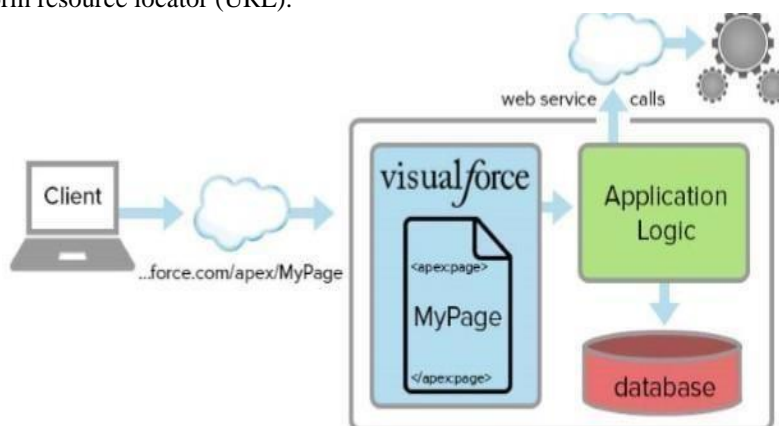 resource locator (URL).
web service calls
Client
visualforce
Application
Logic
...force.com/apex/MyPage
<apex:page>
MyPage
</apex:page>
database